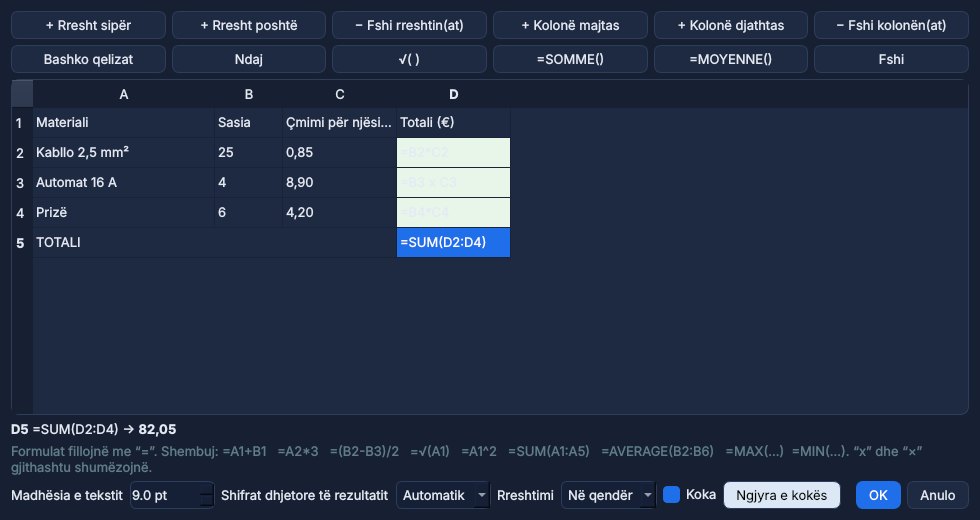 + Rresht sipër
+ Rresht poshtë
− Fshi rreshtin(at)
+ Kolonë majtas
+ Kolonë djathtas
− Fshi kolonën(at)
Bashko qelizat
Ndaj
√( )
=SOMME()
=MOYENNE()
Fshi
A B C D
1 Materiali Sasia Çmimi për njësi... Totali (€)
2 Kabllo 2,5 mm² 25 0,85 =B2*C2
3 Automat 16 A 4 8,90 =B3 x C3
4 Prizë 6 4,20 =B4*C4
5 TOTALI =SUM(D2:D4)
D5 =SUM(D2:D4) → 82,05
Formulat fillojnë me “=”. Shembuj: =A1+B1 =A2*3 =(B2-B3)/2 =√(A1) =A1^2 =SUM(A1:A5) =AVERAGE(B2:B6) =MAX(...) =MIN(...). “x” dhe “×”
gjithashtu shumëzojnë.
Madhësia e tekstit 9.0 pt Shifrat dhjetore të rezultatit Automatik Rreshtimi Në qendër Koka Ngjyra e kokës OK Anulo